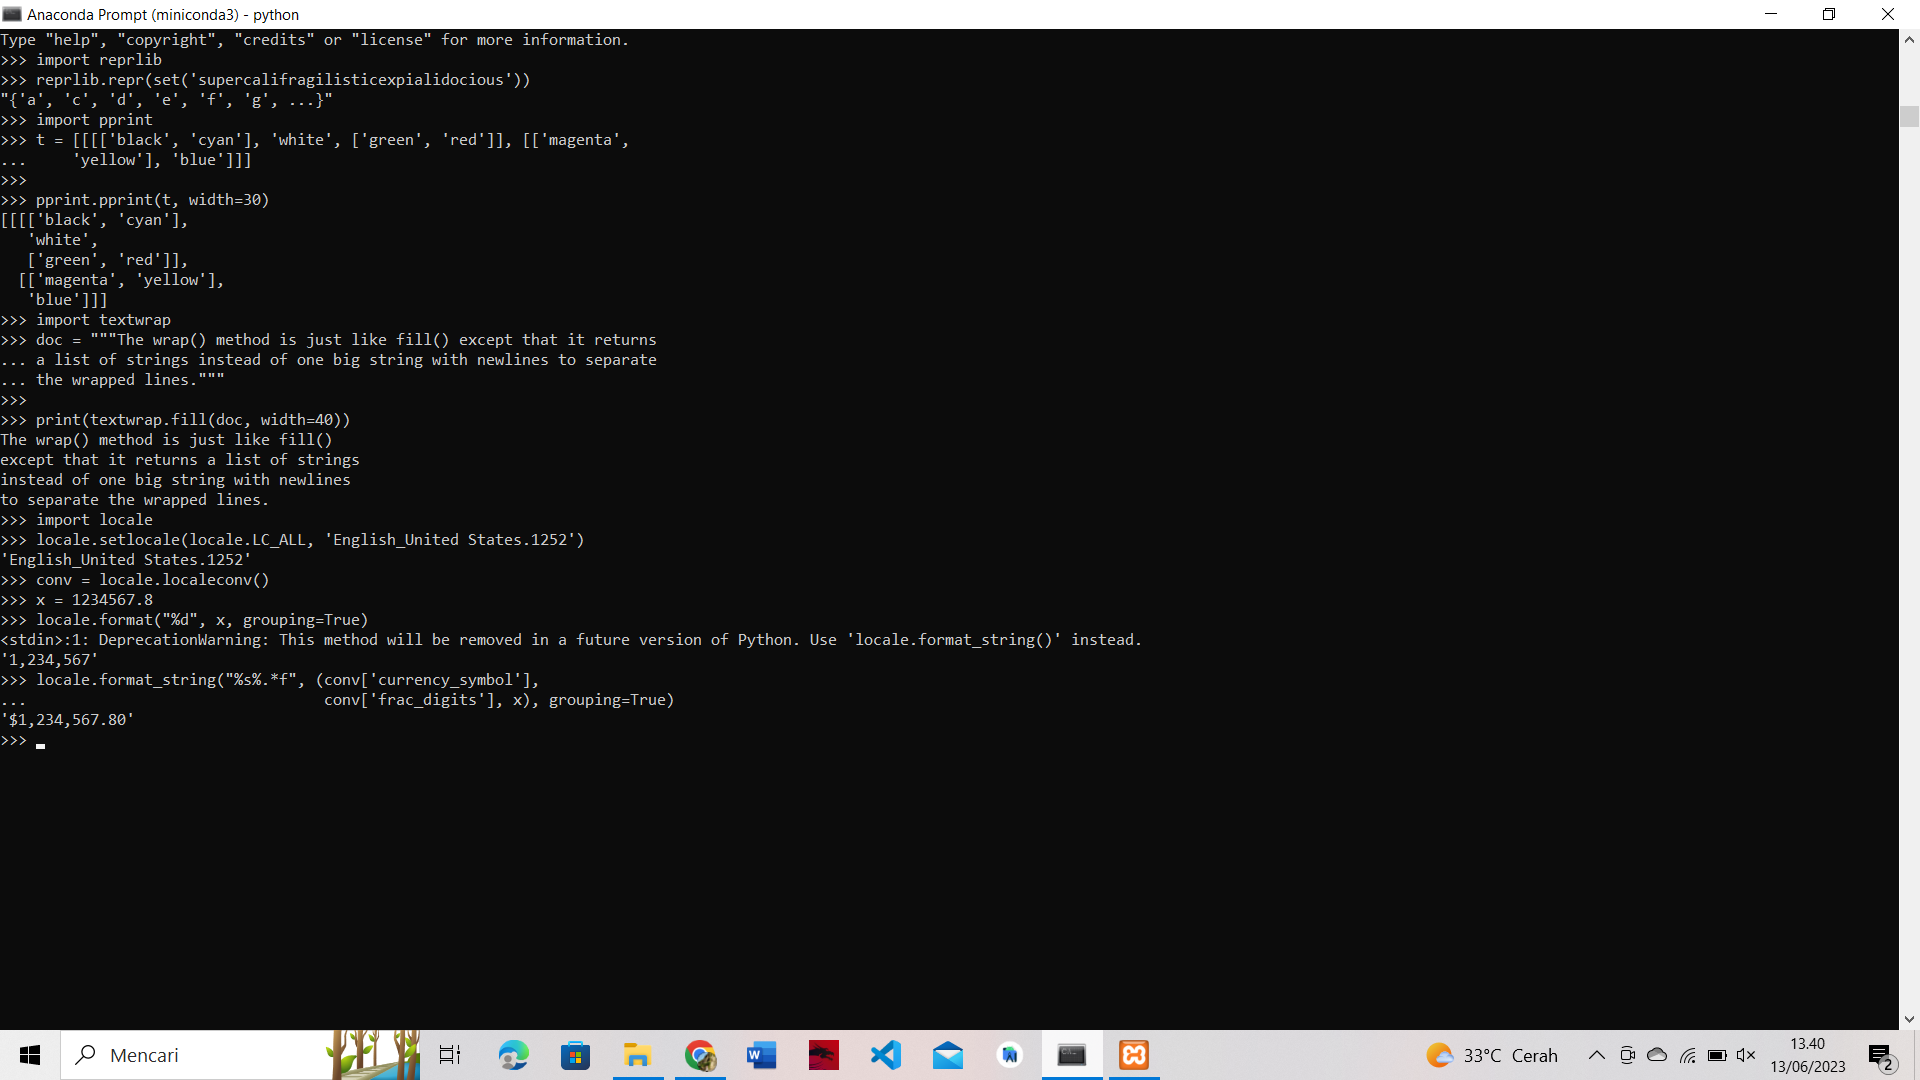 Anaconda Prompt (miniconda3) - python
Type "help", "copyright", "credits" or "license" for more information.
>>> import reprlib
>>> reprlib.repr(set('supercalifragilisticexpialidocious'))
"{'a', 'c', 'd', 'e', 'f', 'g', ...}"
>>> import pprint
>>> t = [[[['black', 'cyan'], 'white', ['green', 'red']], [['magenta',
...     'yellow'], 'blue']]]
>>>
>>> pprint.pprint(t, width=30)
[[[['black', 'cyan'],
   'white',
   ['green', 'red']],
  [['magenta', 'yellow'],
   'blue']]]
>>> import textwrap
>>> doc = """The wrap() method is just like fill() except that it returns
... a list of strings instead of one big string with newlines to separate
... the wrapped lines."""
>>>
>>> print(textwrap.fill(doc, width=40))
The wrap() method is just like fill()
except that it returns a list of strings
instead of one big string with newlines
to separate the wrapped lines.
>>> import locale
>>> locale.setlocale(locale.LC_ALL, 'English_United States.1252')
'English_United States.1252'
>>> conv = locale.localeconv()
>>> x = 1234567.8
>>> locale.format("%d", x, grouping=True)
<stdin>:1: DeprecationWarning: This method will be removed in a future version of Python. Use 'locale.format_string()' instead.
'1,234,567'
>>> locale.format_string("%s%.*f", (conv['currency_symbol'],
...                                 conv['frac_digits'], x), grouping=True)
'$1,234,567.80'
>>>
Mencari
33°C Cerah
13.40
13/06/2023
2